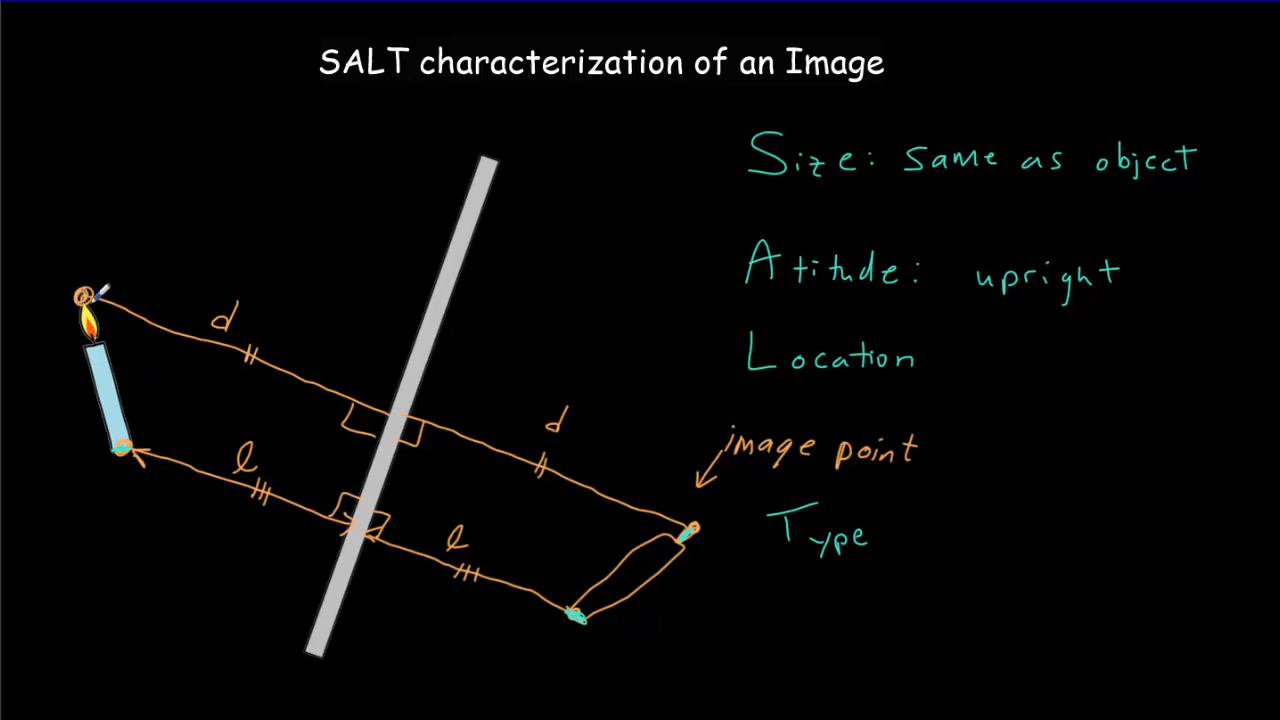 SALT characterization of an Image
Size: same as object
Atitude: upright
Location
image point
Type
d
d
l
l